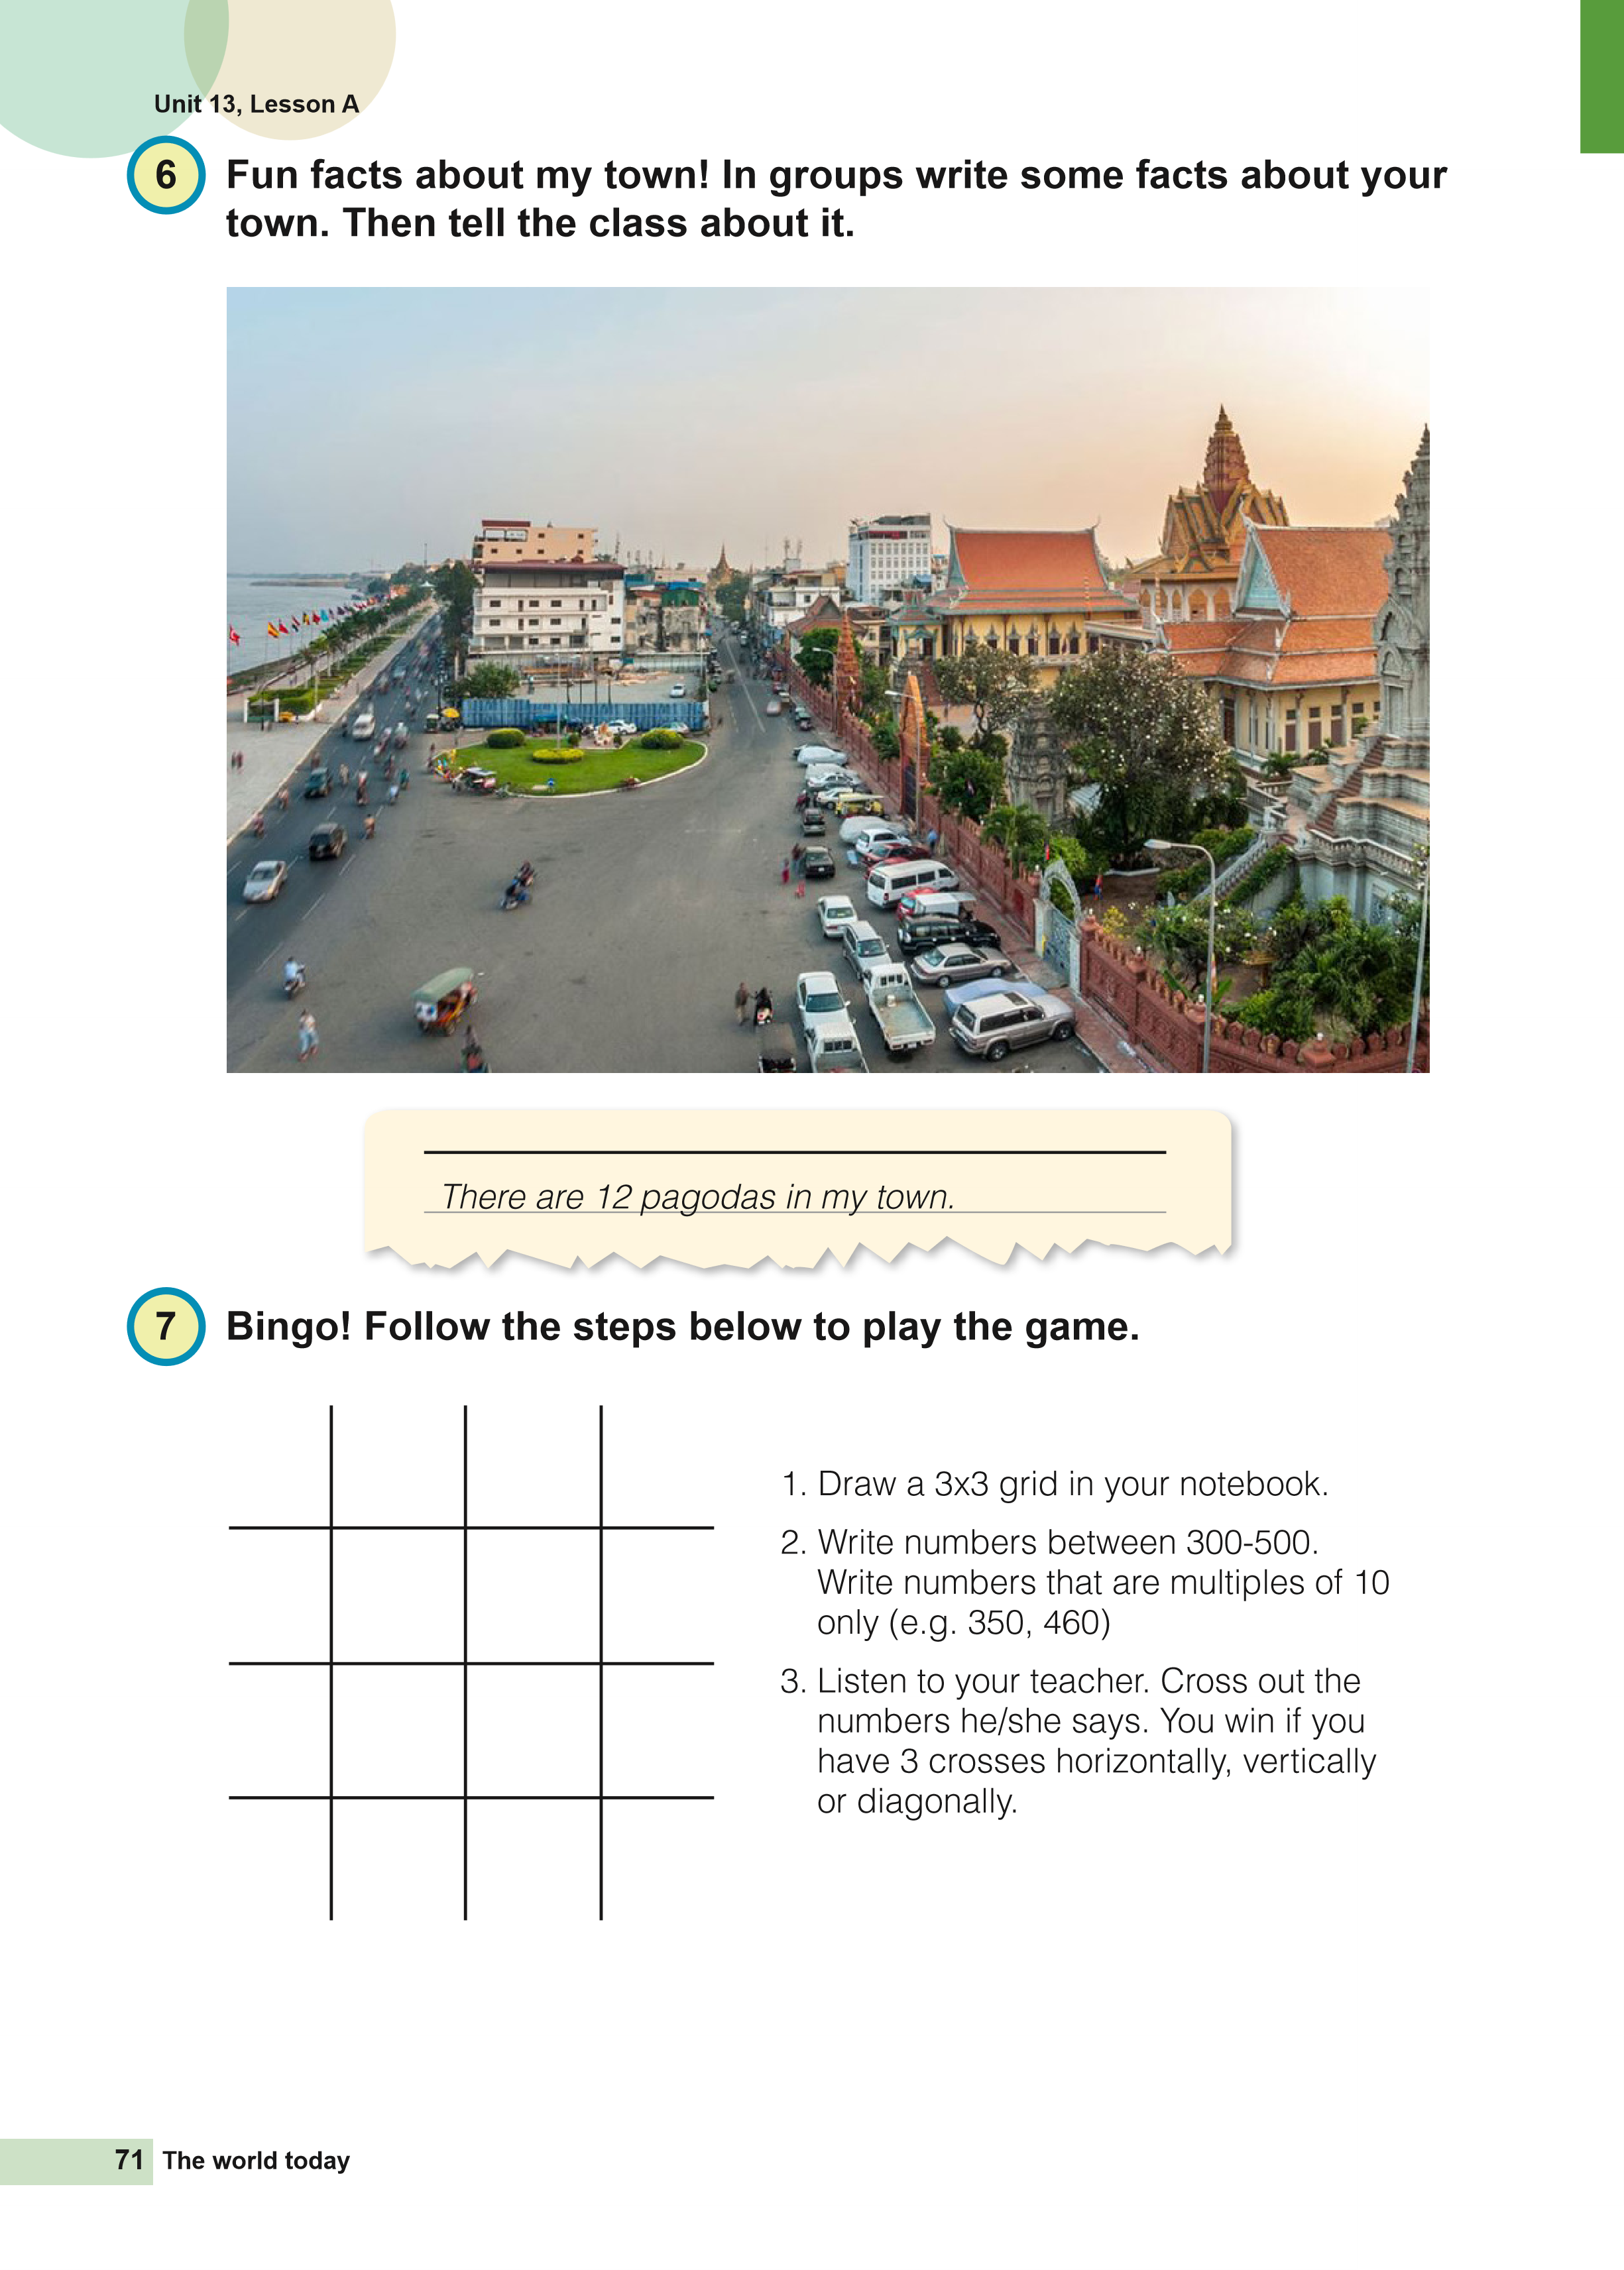 Unit 13, Lesson A
6
Fun facts about my town! In groups write some facts about your
town. Then tell the class about it.
There are 12 pagodas in my town.
7
Bingo! Follow the steps below to play the game.
1. Draw a 3x3 grid in your notebook.
2. Write numbers between 300-500.
Write numbers that are multiples of 10
only (e.g. 350, 460)
3. Listen to your teacher. Cross out the
numbers he/she says. You win if you
have 3 crosses horizontally, vertically
or diagonally.
71 The world today